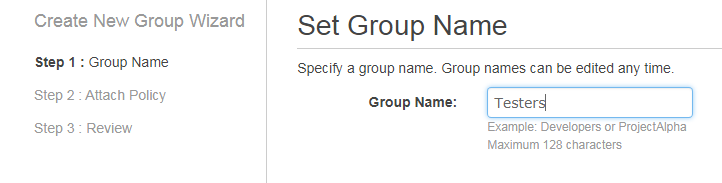 Create New Group Wizard
Step 1 : Group Name
Step 2 : Attach Policy
Step 3 : Review
Set Group Name
Specify a group name. Group names can be edited any time.
Group Name: Testers
Example: Developers or ProjectAlpha
Maximum 128 characters